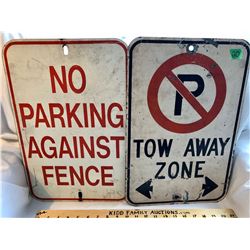 NO
PARKING
AGAINST
FENCE
P
TOW AWAY
ZONE
KIDD FAMILY AUCTIONS